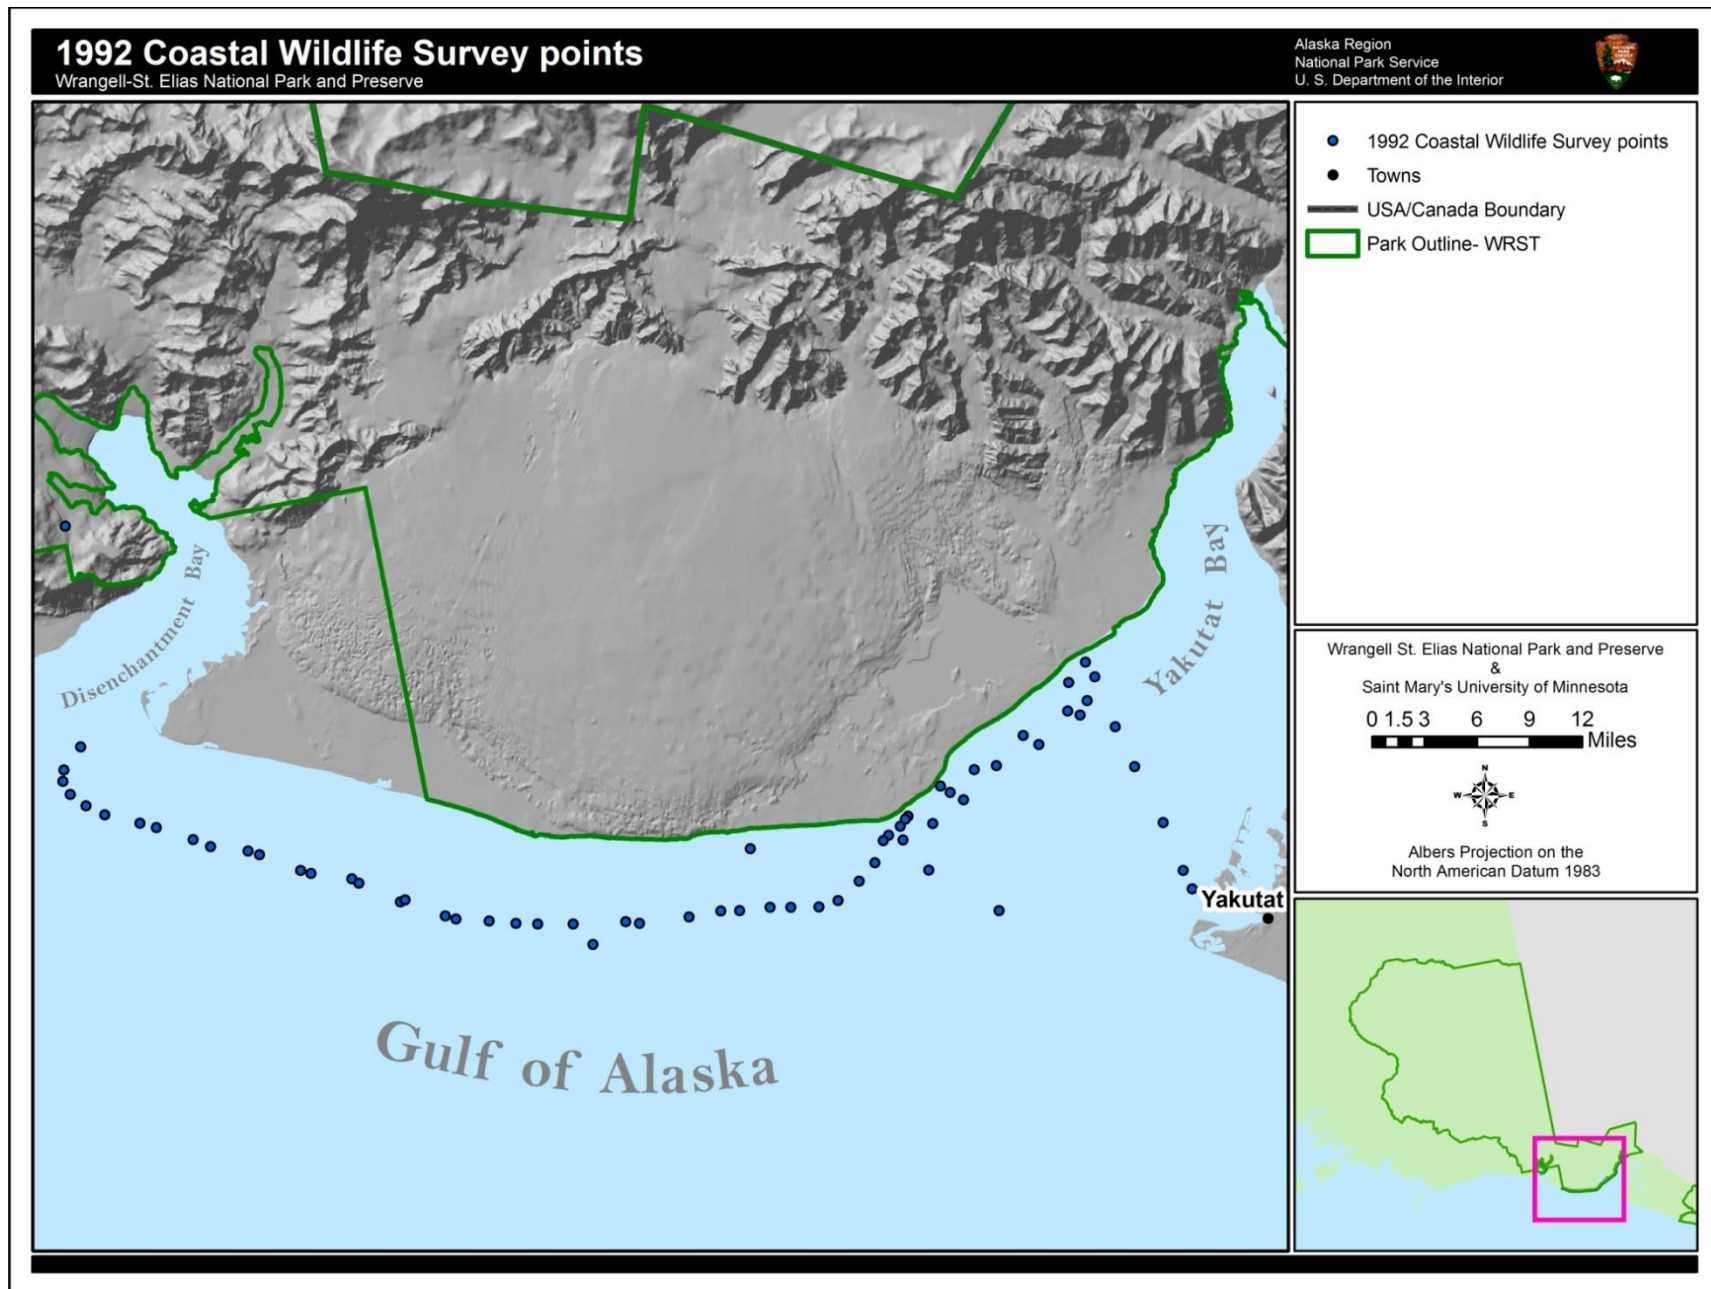 1992 Coastal Wildlife Survey points
Wrangell-St. Elias National Park and Preserve
Alaska Region
National Park Service
U. S. Department of the Interior
NATIONAL
PARK
SERVICE
1992 Coastal Wildlife Survey points
Towns
USA/Canada Boundary
Park Outline- WRST
Disenchantment Bay
Yakutat Bay
Yakutat
Gulf of Alaska
Wrangell St. Elias National Park and Preserve
&
Saint Mary's University of Minnesota
0 1.5 3 6 9 12
Miles
N
W E
S
Albers Projection on the
North American Datum 1983